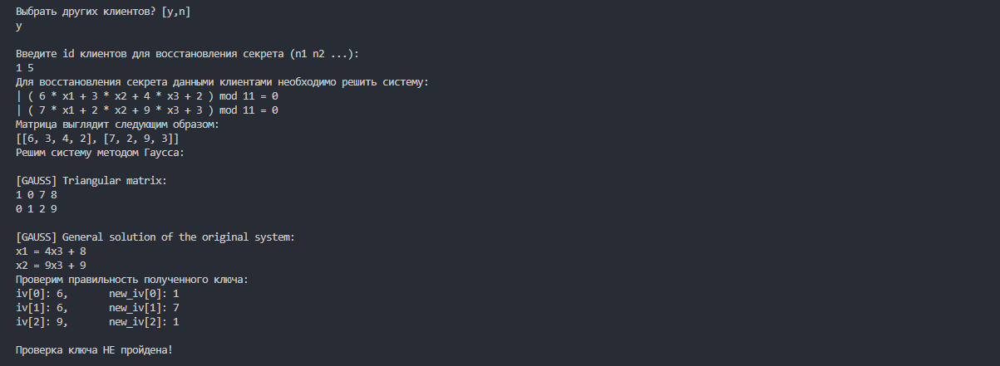 Выбрать других клиентов? [y,n]
y
Введите id клиентов для восстановления секрета (n1 n2 ...):
1 5
Для восстановления секрета данными клиентами необходимо решить систему:
| ( 6 * x1 + 3 * x2 + 4 * x3 + 2 ) mod 11 = 0
| ( 7 * x1 + 2 * x2 + 9 * x3 + 3 ) mod 11 = 0
Матрица выглядит следующим образом:
[[6, 3, 4, 2], [7, 2, 9, 3]]
Решим систему методом Гаусса:
[GAUSS] Triangular matrix:
1 0 7 8
0 1 2 9
[GAUSS] General solution of the original system:
x1 = 4x3 + 8
x2 = 9x3 + 9
Проверим правильность полученного ключа:
iv[0]: 6, new_iv[0]: 1
iv[1]: 6, new_iv[1]: 7
iv[2]: 9, new_iv[2]: 1
Проверка ключа НЕ пройдена!